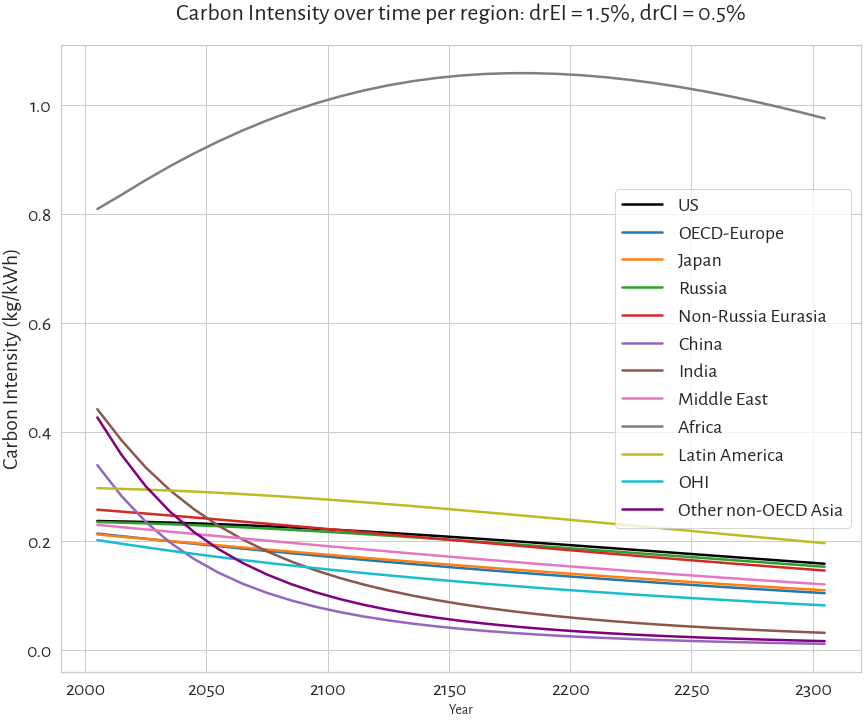 Carbon Intensity over time per region: drEI = 1.5%, drCI = 0.5%
Carbon Intensity (kg/kWh)
1.0
0.8
0.6
0.4
0.2
0.0
US
OECD-Europe
Japan
Russia
Non-Russia Eurasia
China
India
Middle East
Africa
Latin America
OHI
Other non-OECD Asia
2000 2050 2100 2150 2200 2250 2300
Year